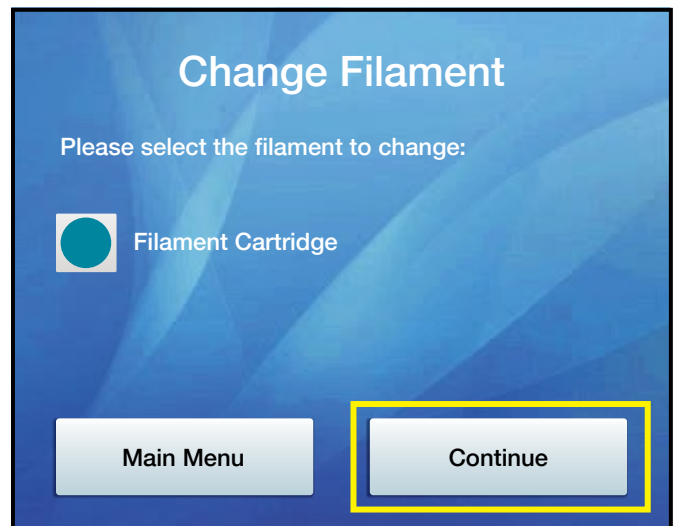 Change Filament
Please select the filament to change:
Filament Cartridge
Main Menu
Continue